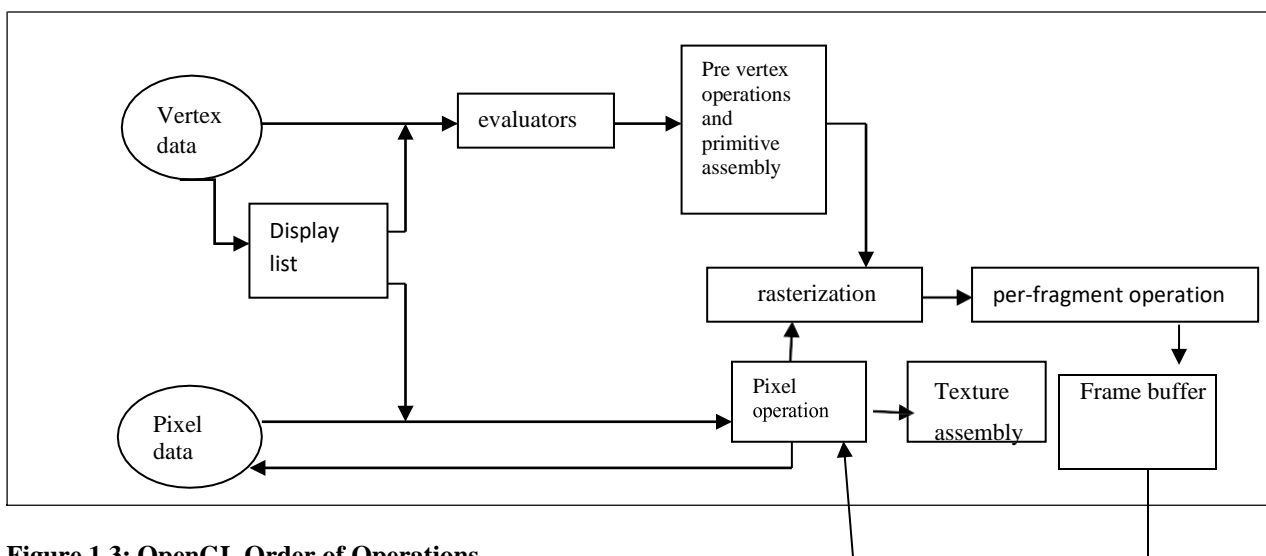 Vertex
data
evaluators
Pre vertex
operations
and
primitive
assembly
Display
list
rasterization
per-fragment operation
Pixel
data
Pixel
operation
Texture
assembly
Frame buffer
Figure 1.3: OpenGL Order of Operations